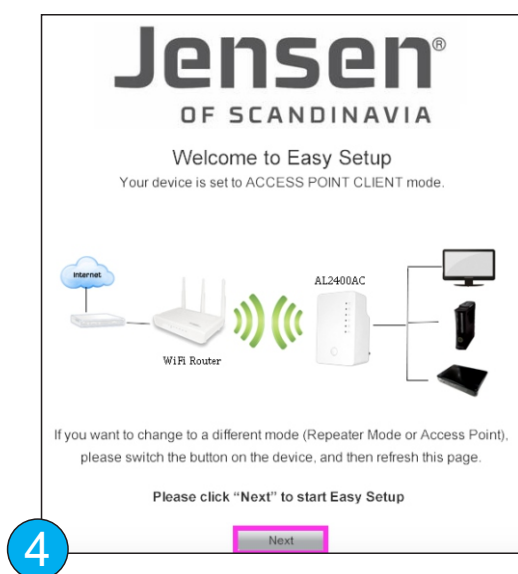 Jensen®
OF SCANDINAVIA
Welcome to Easy Setup
Your device is set to ACCESS POINT CLIENT mode.
Internet
AL2400AC
WiFi Router
If you want to change to a different mode (Repeater Mode or Access Point),
please switch the button on the device, and then refresh this page.
Please click “Next” to start Easy Setup
Next
4